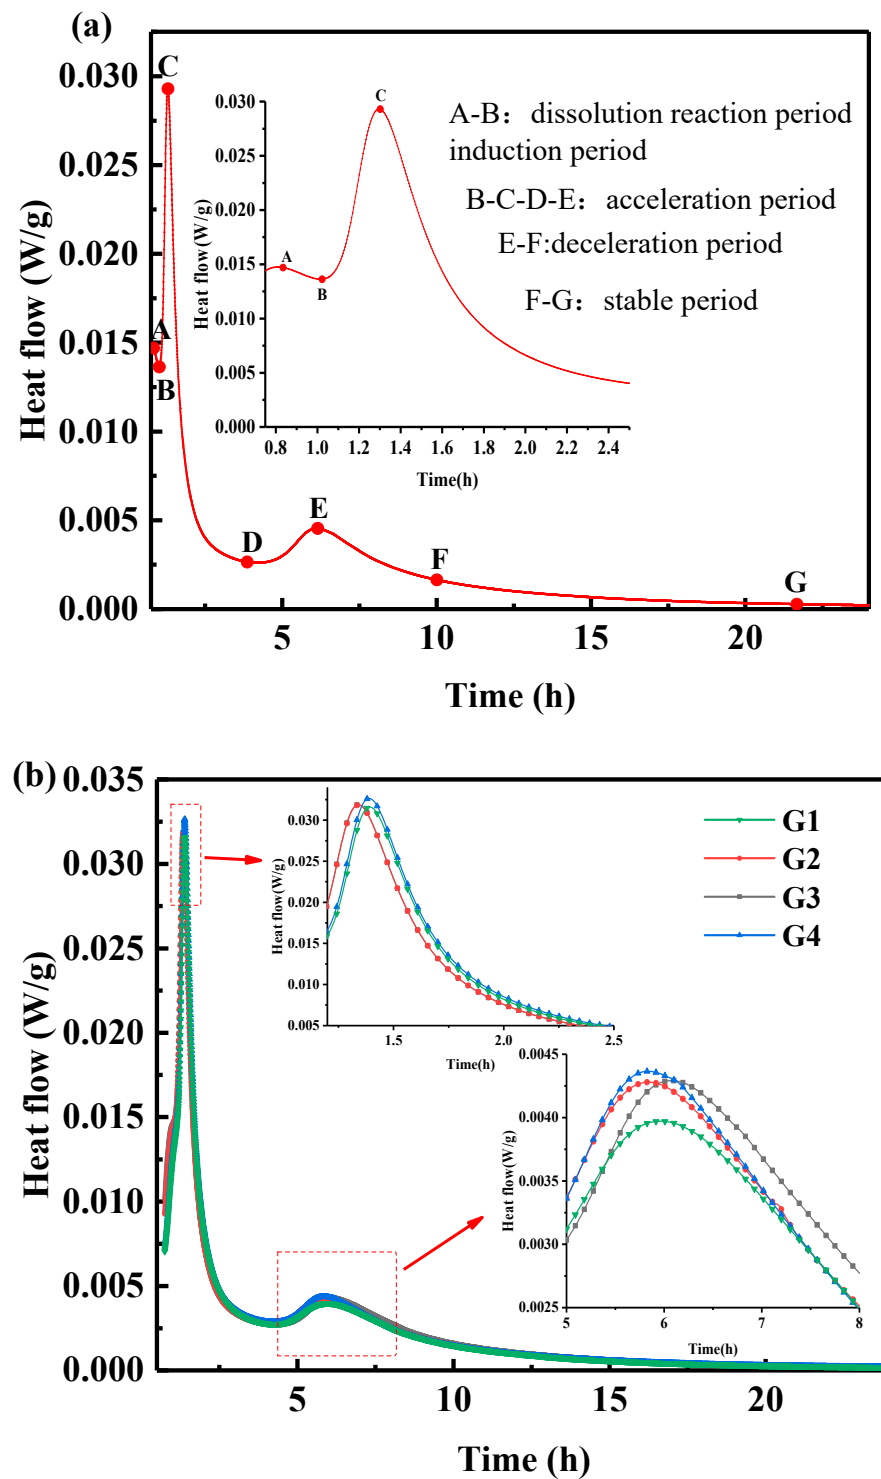 (a)
0.030
0.025
0.020
0.015
0.010
0.005
0.000
Heat flow (W/g)
C
A
B
D
E
F
G
5
10
15
20
Time (h)
0.030
0.025
0.020
0.015
0.010
0.005
0.000
Heat flow(W/g)
A
B
C
0.8 1.0 1.2 1.4 1.6 1.8 2.0 2.2 2.4
Time(h)
A-B：dissolution reaction period
induction period
B-C-D-E：acceleration period
E-F:deceleration period
F-G：stable period
(b)
0.035
0.030
0.025
0.020
0.015
0.010
0.005
0.000
Heat flow (W/g)
5
10
15
20
Time (h)
0.030
0.025
0.020
0.015
0.010
0.005
Heat flow(W/g)
1.5 2.0 2.5
Time(h)
G1
G2
G3
G4
0.0045
0.0040
0.0035
0.0030
0.0025
Heat flow(W/g)
5 6 7 8
Time(h)